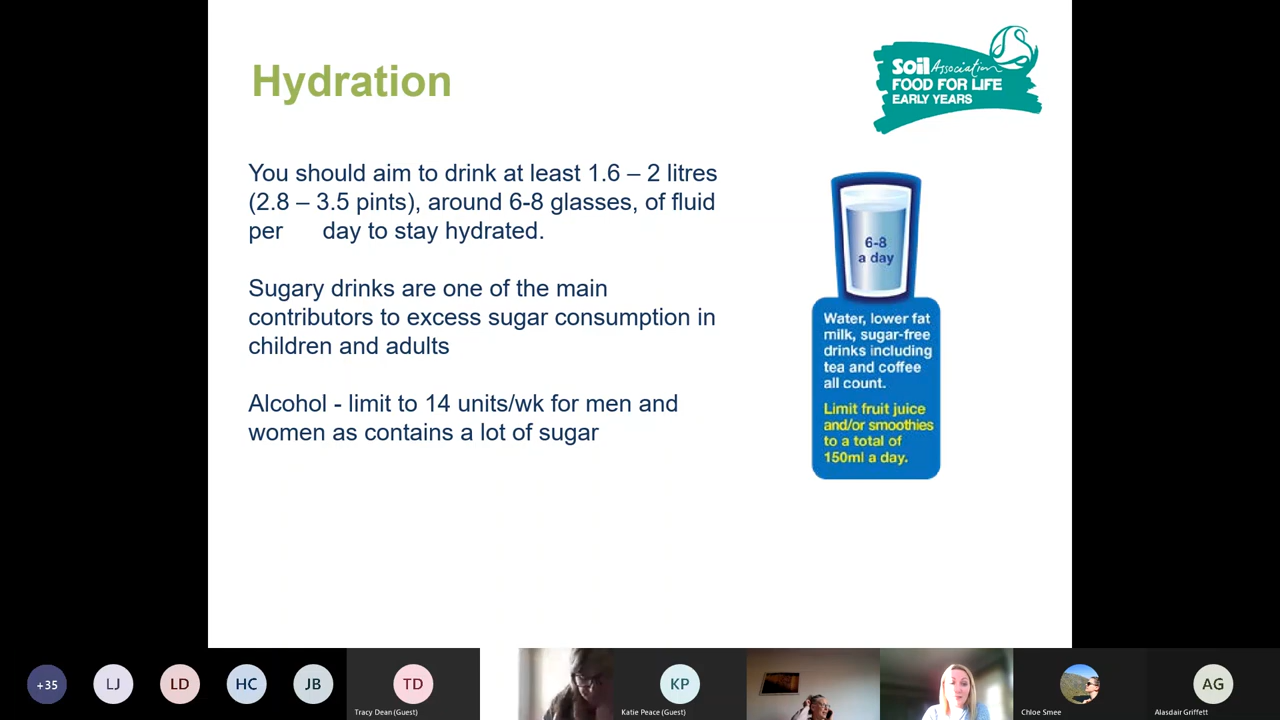 Hydration
soil Association
FOOD FOR LIFE
EARLY YEARS
You should aim to drink at least 1.6 – 2 litres
(2.8 – 3.5 pints), around 6-8 glasses, of fluid
per day to stay hydrated.
Sugary drinks are one of the main
contributors to excess sugar consumption in
children and adults
Alcohol - limit to 14 units/wk for men and
women as contains a lot of sugar
6-8
a day
Water, lower fat
milk, sugar-free
drinks including
tea and coffee
all count.
Limit fruit juice
and/or smoothies
to a total of
150ml a day.
+35
LJ
LD
HC
JB
TD
Tracy Dean (Guest)
KP
Katie Peace (Guest)
Chloe Smee
AG
Alasdair Griffett